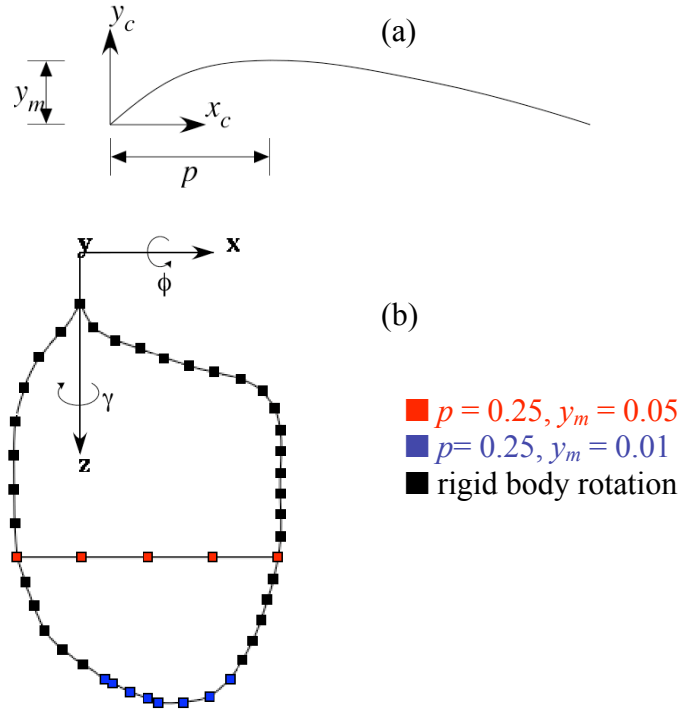 y_c
(a)
y_m
x_c
p
y
x
ϕ
(b)
γ
z
p = 0.25, y_m = 0.05
p= 0.25, y_m = 0.01
rigid body rotation